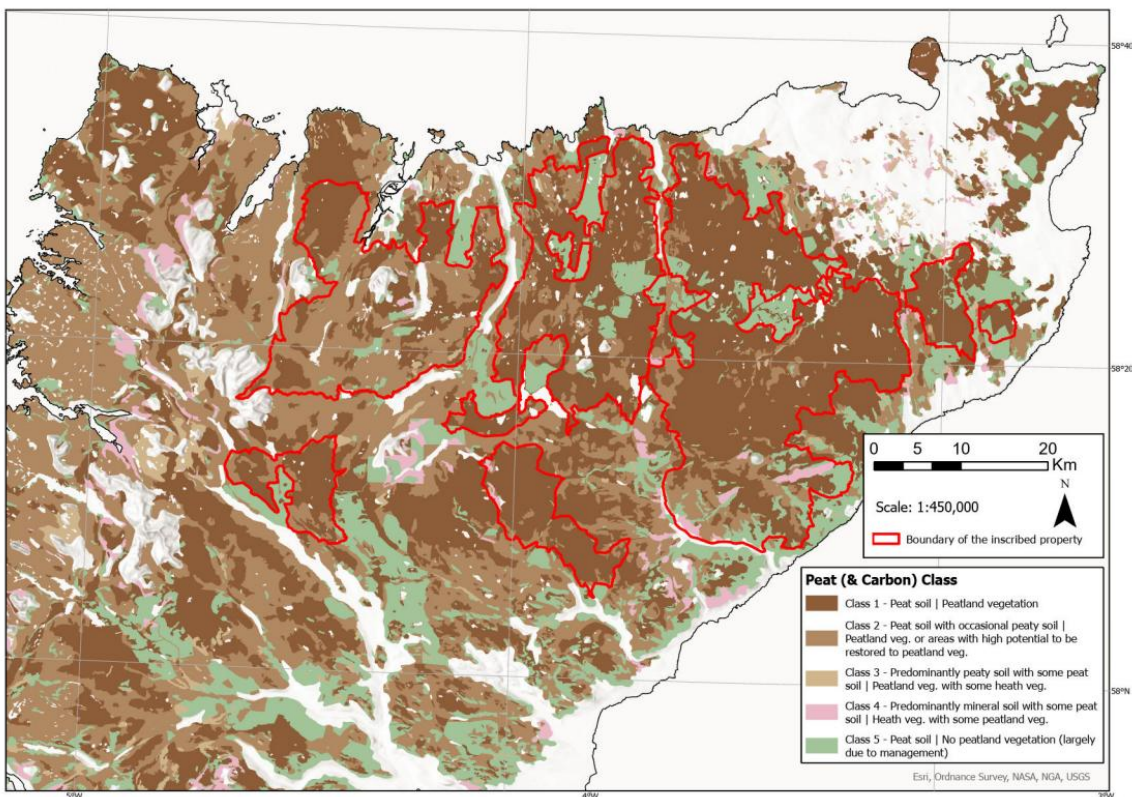 58°40'
58°20'
0 5 10 20
Km
N
Scale: 1:450,000
Boundary of the inscribed property
Peat (& Carbon) Class
Class 1 - Peat soil | Peatland vegetation
Class 2 - Peat soil with occasional peaty soil |
Peatland veg. or areas with high potential to be
restored to peatland veg.
Class 3 - Predominantly peaty soil with some peat
soil | Peatland veg. with some heath veg.
Class 4 - Predominantly mineral soil with some peat
soil | Heath veg. with some peatland veg.
Class 5 - Peat soil | No peatland vegetation (largely
due to management)
58°N
Esri, Ordnance Survey, NASA, NGA, USGS
5°W
4°W
3°W